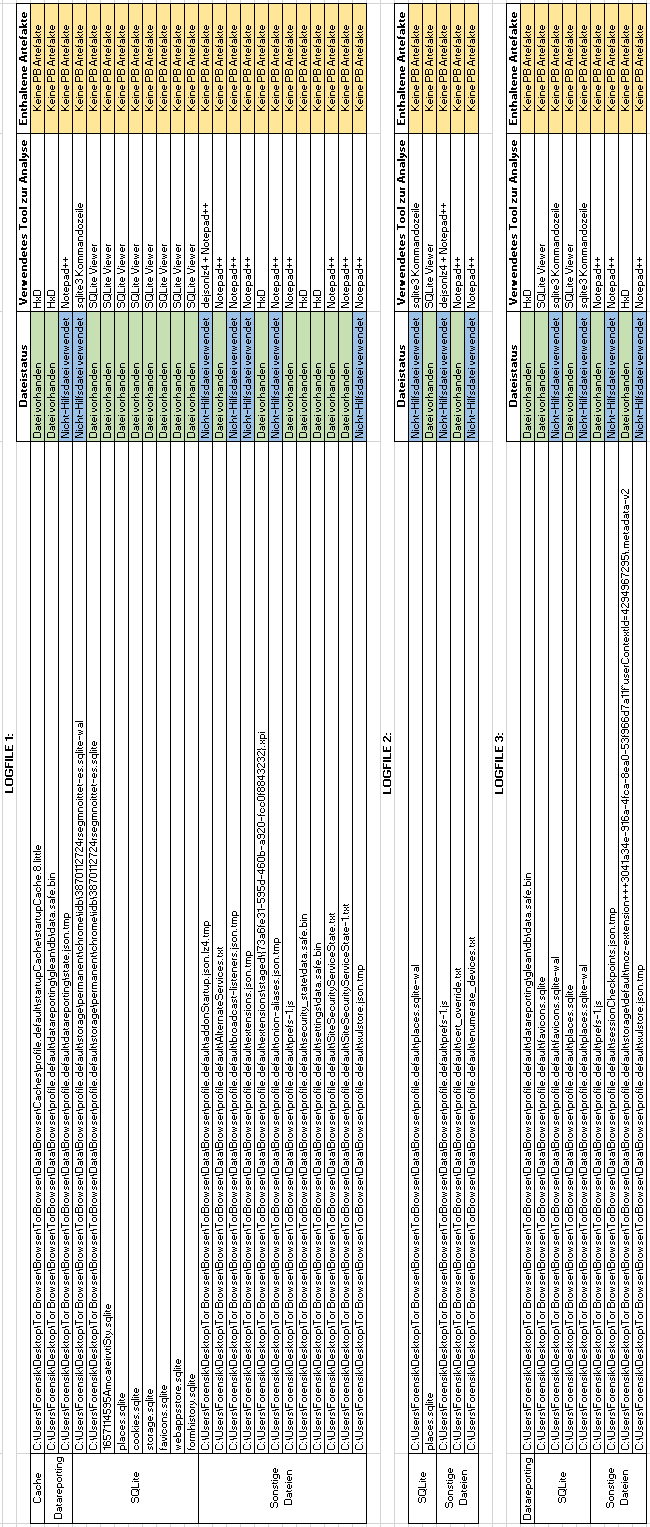 LOGFILE 1:
Dateistatus Verwendetes Tool zur Analyse Enthaltene Artefakte
Cache C:\Users\Forensik\Desktop\Tor Browser\Browser\TorBrowser\Data\Browser\Caches\profile.default\startupCache\startupCache.8.little Datei vorhanden HxD Keine PB Artefakte
Datareporting C:\Users\Forensik\Desktop\Tor Browser\Browser\TorBrowser\Data\Browser\profile.default\datareporting\glean\db\data.safe.bin Datei vorhanden HxD Keine PB Artefakte
C:\Users\Forensik\Desktop\Tor Browser\Browser\TorBrowser\Data\Browser\profile.default\datareporting\state.json.tmp Nicht-Hilfsdatei verwendet Notepad++ Keine PB Artefakte
SQLite C:\Users\Forensik\Desktop\Tor Browser\Browser\TorBrowser\Data\Browser\profile.default\storage\permanent\chrome\idb\3870112724rsegmnoittet-es.sqlite-wal Nicht-Hilfsdatei verwendet sqlite3 Kommandozeile Keine PB Artefakte
C:\Users\Forensik\Desktop\Tor Browser\Browser\TorBrowser\Data\Browser\profile.default\storage\permanent\chrome\idb\3870112724rsegmnoittet-es.sqlite Datei vorhanden SQLite Viewer Keine PB Artefakte
1657114595AmcateirvtiSty.sqlite Datei vorhanden SQLite Viewer Keine PB Artefakte
places.sqlite Datei vorhanden SQLite Viewer Keine PB Artefakte
cookies.sqlite Datei vorhanden SQLite Viewer Keine PB Artefakte
storage.sqlite Datei vorhanden SQLite Viewer Keine PB Artefakte
favicons.sqlite Datei vorhanden SQLite Viewer Keine PB Artefakte
webappsstore.sqlite Datei vorhanden SQLite Viewer Keine PB Artefakte
formhistory.sqlite Datei vorhanden SQLite Viewer Keine PB Artefakte
Sonstige Dateien C:\Users\Forensik\Desktop\Tor Browser\Browser\TorBrowser\Data\Browser\profile.default\addonStartup.json.lz4.tmp Nicht-Hilfsdatei verwendet dejsonlz4 + Notepad++ Keine PB Artefakte
C:\Users\Forensik\Desktop\Tor Browser\Browser\TorBrowser\Data\Browser\profile.default\AlternateServices.txt Datei vorhanden Notepad++ Keine PB Artefakte
C:\Users\Forensik\Desktop\Tor Browser\Browser\TorBrowser\Data\Browser\profile.default\broadcast-listeners.json.tmp Nicht-Hilfsdatei verwendet Notepad++ Keine PB Artefakte
C:\Users\Forensik\Desktop\Tor Browser\Browser\TorBrowser\Data\Browser\profile.default\extensions.json.tmp Nicht-Hilfsdatei verwendet Notepad++ Keine PB Artefakte
C:\Users\Forensik\Desktop\Tor Browser\Browser\TorBrowser\Data\Browser\profile.default\extensions\staged\{73a6fe31-595d-460b-a920-fcc0f8843232}.xpi Datei vorhanden HxD Keine PB Artefakte
C:\Users\Forensik\Desktop\Tor Browser\Browser\TorBrowser\Data\Browser\profile.default\onion-aliases.json.tmp Nicht-Hilfsdatei verwendet Notepad++ Keine PB Artefakte
C:\Users\Forensik\Desktop\Tor Browser\Browser\TorBrowser\Data\Browser\profile.default\prefs-1.js Datei vorhanden Notepad++ Keine PB Artefakte
C:\Users\Forensik\Desktop\Tor Browser\Browser\TorBrowser\Data\Browser\profile.default\security_state\data.safe.bin Datei vorhanden HxD Keine PB Artefakte
C:\Users\Forensik\Desktop\Tor Browser\Browser\TorBrowser\Data\Browser\profile.default\settings\data.safe.bin Datei vorhanden HxD Keine PB Artefakte
C:\Users\Forensik\Desktop\Tor Browser\Browser\TorBrowser\Data\Browser\profile.default\SiteSecurityServiceState.txt Datei vorhanden Notepad++ Keine PB Artefakte
C:\Users\Forensik\Desktop\Tor Browser\Browser\TorBrowser\Data\Browser\profile.default\SiteSecurityServiceState-1.txt Datei vorhanden Notepad++ Keine PB Artefakte
C:\Users\Forensik\Desktop\Tor Browser\Browser\TorBrowser\Data\Browser\profile.default\xulstore.json.tmp Nicht-Hilfsdatei verwendet Notepad++ Keine PB Artefakte
LOGFILE 2:
Dateistatus Verwendetes Tool zur Analyse Enthaltene Artefakte
SQLite C:\Users\Forensik\Desktop\Tor Browser\Browser\TorBrowser\Data\Browser\profile.default\places.sqlite-wal Nicht-Hilfsdatei verwendet sqlite3 Kommandozeile Keine PB Artefakte
places.sqlite Datei vorhanden SQLite Viewer Keine PB Artefakte
Sonstige Dateien C:\Users\Forensik\Desktop\Tor Browser\Browser\TorBrowser\Data\Browser\profile.default\prefs-1.js Nicht-Hilfsdatei verwendet dejsonlz4 + Notepad++ Keine PB Artefakte
C:\Users\Forensik\Desktop\Tor Browser\Browser\TorBrowser\Data\Browser\profile.default\cert_override.txt Datei vorhanden Notepad++ Keine PB Artefakte
C:\Users\Forensik\Desktop\Tor Browser\Browser\TorBrowser\Data\Browser\profile.default\enumerate_devices.txt Nicht-Hilfsdatei verwendet Notepad++ Keine PB Artefakte
LOGFILE 3:
Dateistatus Verwendetes Tool zur Analyse Enthaltene Artefakte
Datareporting C:\Users\Forensik\Desktop\Tor Browser\Browser\TorBrowser\Data\Browser\profile.default\datareporting\glean\db\data.safe.bin Datei vorhanden HxD Keine PB Artefakte
SQLite C:\Users\Forensik\Desktop\Tor Browser\Browser\TorBrowser\Data\Browser\profile.default\favicons.sqlite Datei vorhanden SQLite Viewer Keine PB Artefakte
C:\Users\Forensik\Desktop\Tor Browser\Browser\TorBrowser\Data\Browser\profile.default\favicons.sqlite-wal Nicht-Hilfsdatei verwendet sqlite3 Kommandozeile Keine PB Artefakte
C:\Users\Forensik\Desktop\Tor Browser\Browser\TorBrowser\Data\Browser\profile.default\places.sqlite Datei vorhanden SQLite Viewer Keine PB Artefakte
C:\Users\Forensik\Desktop\Tor Browser\Browser\TorBrowser\Data\Browser\profile.default\places.sqlite-wal Nicht-Hilfsdatei verwendet sqlite3 Kommandozeile Keine PB Artefakte
Sonstige Dateien C:\Users\Forensik\Desktop\Tor Browser\Browser\TorBrowser\Data\Browser\profile.default\prefs-1.js Datei vorhanden Notepad++ Keine PB Artefakte
C:\Users\Forensik\Desktop\Tor Browser\Browser\TorBrowser\Data\Browser\profile.default\sessionCheckpoints.json.tmp Nicht-Hilfsdatei verwendet Notepad++ Keine PB Artefakte
C:\Users\Forensik\Desktop\Tor Browser\Browser\TorBrowser\Data\Browser\profile.default\storage\default\moz-extension+++3041a34e-916a-4fca-8ea0-53f966d7a11f^userContextId=4294967295\.metadata-v2 Datei vorhanden HxD Keine PB Artefakte
C:\Users\Forensik\Desktop\Tor Browser\Browser\TorBrowser\Data\Browser\profile.default\xulstore.json.tmp Nicht-Hilfsdatei verwendet Notepad++ Keine PB Artefakte